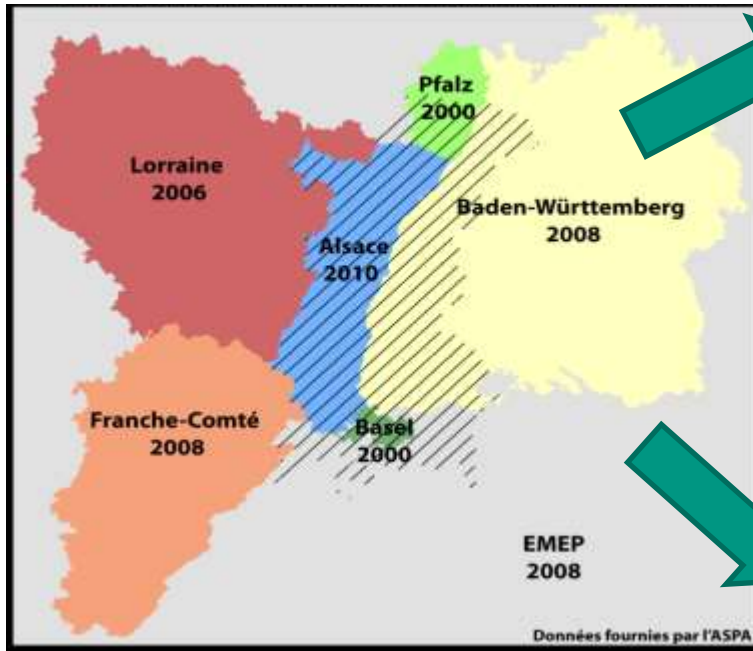 Pfalz
2000
Lorraine
2006
Baden-Württemberg
2008
Alsace
2010
Franche-Comté
2008
Basel
2000
EMEP
2008
Données fournies par l'ASPA